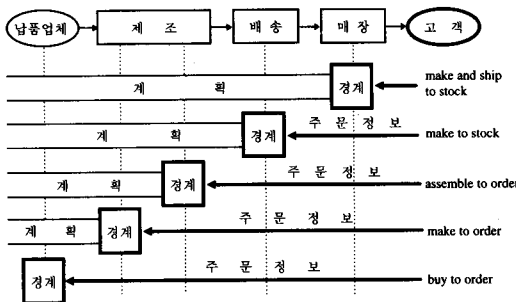 납품업체 제 조 배 송 매 장 고 객
계 획 경계 make and ship
to stock
계 획 경계 주 문 정 보 make to stock
계 획 경계 주 문 정 보 assemble to order
계 획 경계 주 문 정 보 make to order
경계 주 문 정 보 buy to order